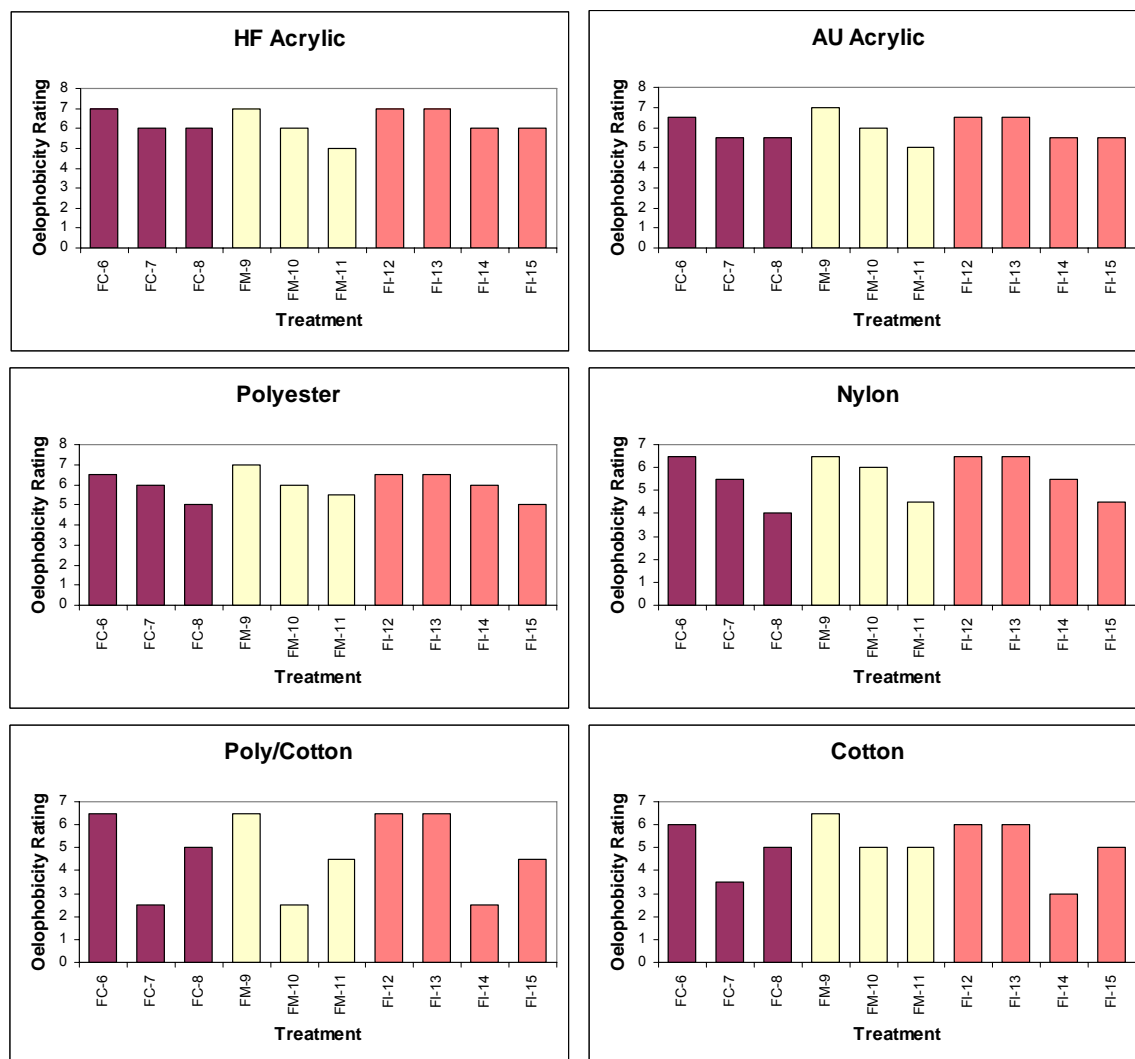 HF Acrylic
Oelophobicity Rating
8
7
6
5
4
3
2
1
0
FC-6 FC-7 FC-8 FM-9 FM-10 FM-11 FI-12 FI-13 FI-14 FI-15
Treatment
AU Acrylic
Oelophobicity Rating
8
7
6
5
4
3
2
1
0
FC-6 FC-7 FC-8 FM-9 FM-10 FM-11 FI-12 FI-13 FI-14 FI-15
Treatment
Polyester
Oelophobicity Rating
8
7
6
5
4
3
2
1
0
FC-6 FC-7 FC-8 FM-9 FM-10 FM-11 FI-12 FI-13 FI-14 FI-15
Treatment
Nylon
Oelophobicity Rating
7
6
5
4
3
2
1
0
FC-6 FC-7 FC-8 FM-9 FM-10 FM-11 FI-12 FI-13 FI-14 FI-15
Treatment
Poly/Cotton
Oelophobicity Rating
7
6
5
4
3
2
1
0
FC-6 FC-7 FC-8 FM-9 FM-10 FM-11 FI-12 FI-13 FI-14 FI-15
Treatment
Cotton
Oelophobicity Rating
7
6
5
4
3
2
1
0
FC-6 FC-7 FC-8 FM-9 FM-10 FM-11 FI-12 FI-13 FI-14 FI-15
Treatment